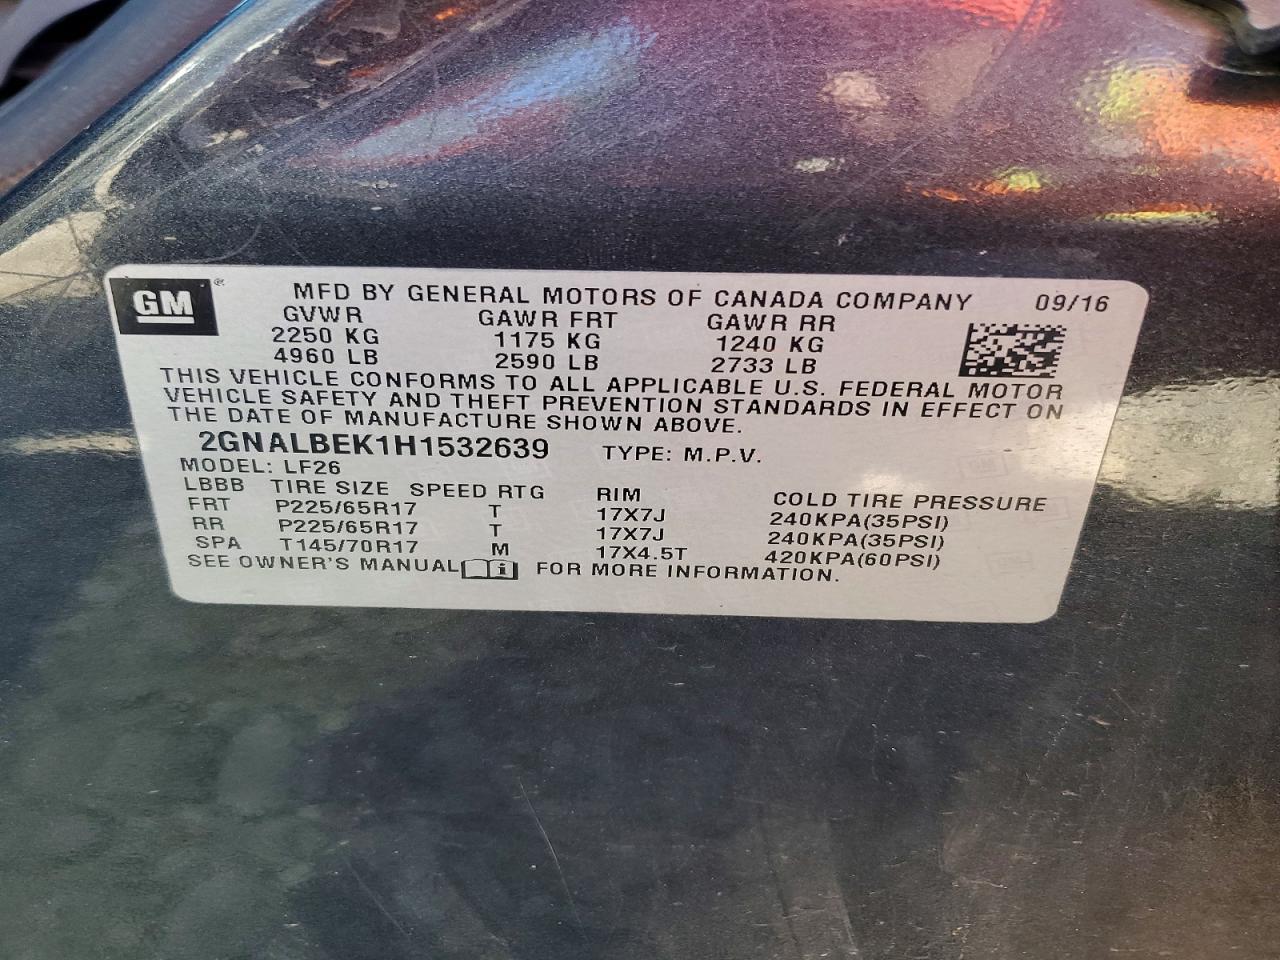 GM ® MFD BY GENERAL MOTORS OF CANADA COMPANY 09/16
GVWR GAWR FRT GAWR RR
2250 KG 1175 KG 1240 KG
4960 LB 2590 LB 2733 LB
THIS VEHICLE CONFORMS TO ALL APPLICABLE U.S. FEDERAL MOTOR
VEHICLE SAFETY AND THEFT PREVENTION STANDARDS IN EFFECT ON
THE DATE OF MANUFACTURE SHOWN ABOVE.
2GNALBEK1H1532639 TYPE: M.P.V.
MODEL: LF26
LBBB TIRE SIZE SPEED RTG RIM COLD TIRE PRESSURE
FRT P225/65R17 T 17X7J 240KPA(35PSI)
RR P225/65R17 T 17X7J 240KPA(35PSI)
SPA T145/70R17 M 17X4.5T 420KPA(60PSI)
SEE OWNER'S MANUAL i FOR MORE INFORMATION.